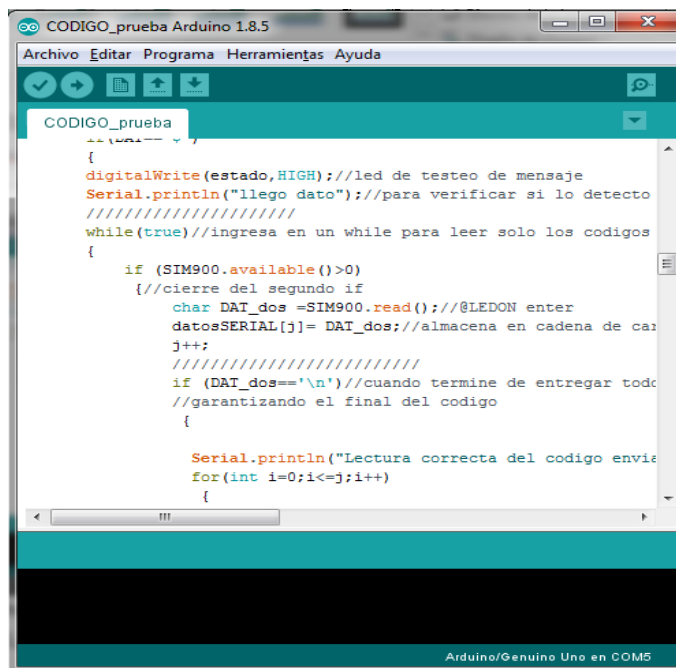 CODIGO_prueba Arduino 1.8.5
Archivo Editar Programa Herramientas Ayuda
CODIGO_prueba
{
digitalWrite(estado,HIGH);//led de testeo de mensaje
Serial.println("llego dato");//para verificar si lo detecto
//////////////////////
while(true)//ingresa en un while para leer solo los codigos
{
if (SIM900.available()>0)
{//cierre del segundo if
char DAT_dos =SIM900.read();//@LEDON enter
datosSERIAL[j]= DAT_dos;//almacena en cadena de car
j++;
//////////////////////////
if (DAT_dos=='\n')//cuando termine de entregar todo
//garantizando el final del codigo
{
Serial.println("Lectura correcta del codigo envia
for(int i=0;i<=j;i++)
{
Arduino/Genuino Uno en COM5